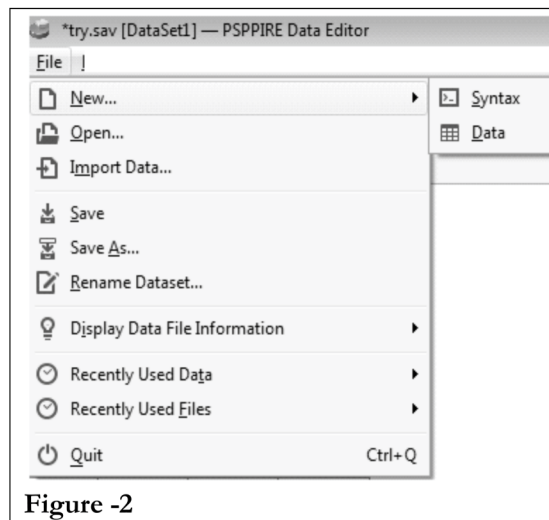 *try.sav [DataSet1] — PSPPIRE Data Editor
File !
New...
Syntax
Open...
Data
Import Data...
Save
Save As...
Rename Dataset...
Display Data File Information
Recently Used Data
Recently Used Files
Quit Ctrl+Q
Figure -2